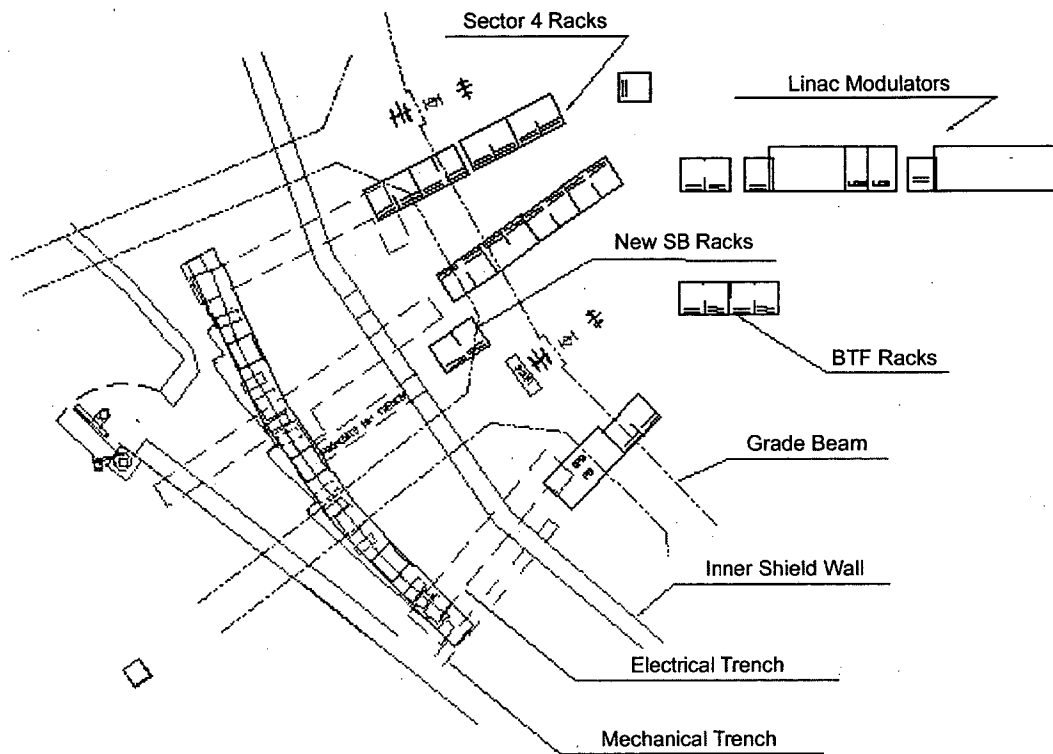 Sector 4 Racks
Linac Modulators
New SB Racks
BTF Racks
Grade Beam
Inner Shield Wall
Electrical Trench
Mechanical Trench